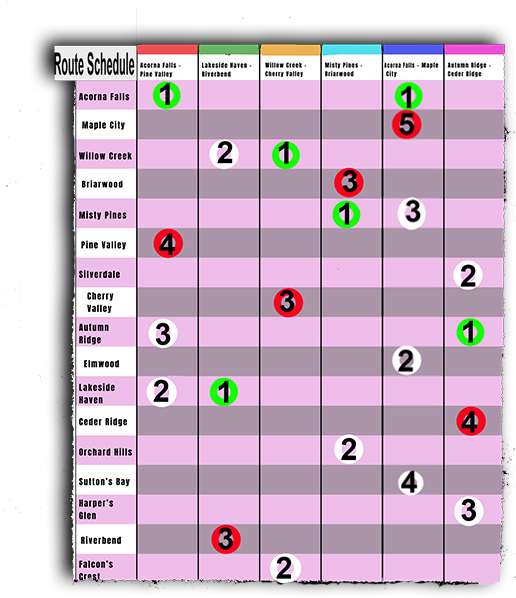 Route Schedule
Acorna Falls -
Pine Valley
Lakeside Haven -
Riverbend
Willow Creek -
Cherry Valley
Misty Pines -
Briarwood
Acorna Falls - Maple
City
Autumn Ridge -
Ceder Ridge
Acorna Falls 1 1
Maple City 5
Willow Creek 2 1
Briarwood 3
Misty Pines 1 3
Pine Valley 4
Silverdale 2
Cherry
Valley 3
Autumn
Ridge 3 1
Elmwood 2
Lakeside
Haven 2 1
Ceder Ridge 4
Orchard Hills 2
Sutton's Bay 4
Harper's
Glen 3
Riverbend 3
Falcon's
Crest 2